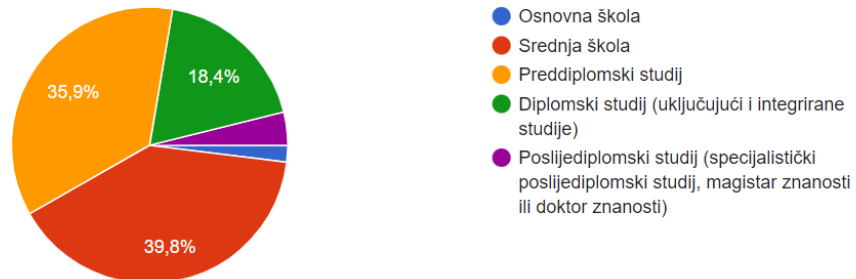 35,9%
18,4%
39,8%
Osnovna škola
Srednja škola
Preddiplomski studij
Diplomski studij (uključujući i integrirane
studije)
Poslijediplomski studij (specijalistički
poslijediplomski studij, magistar znanosti
ili doktor znanosti)